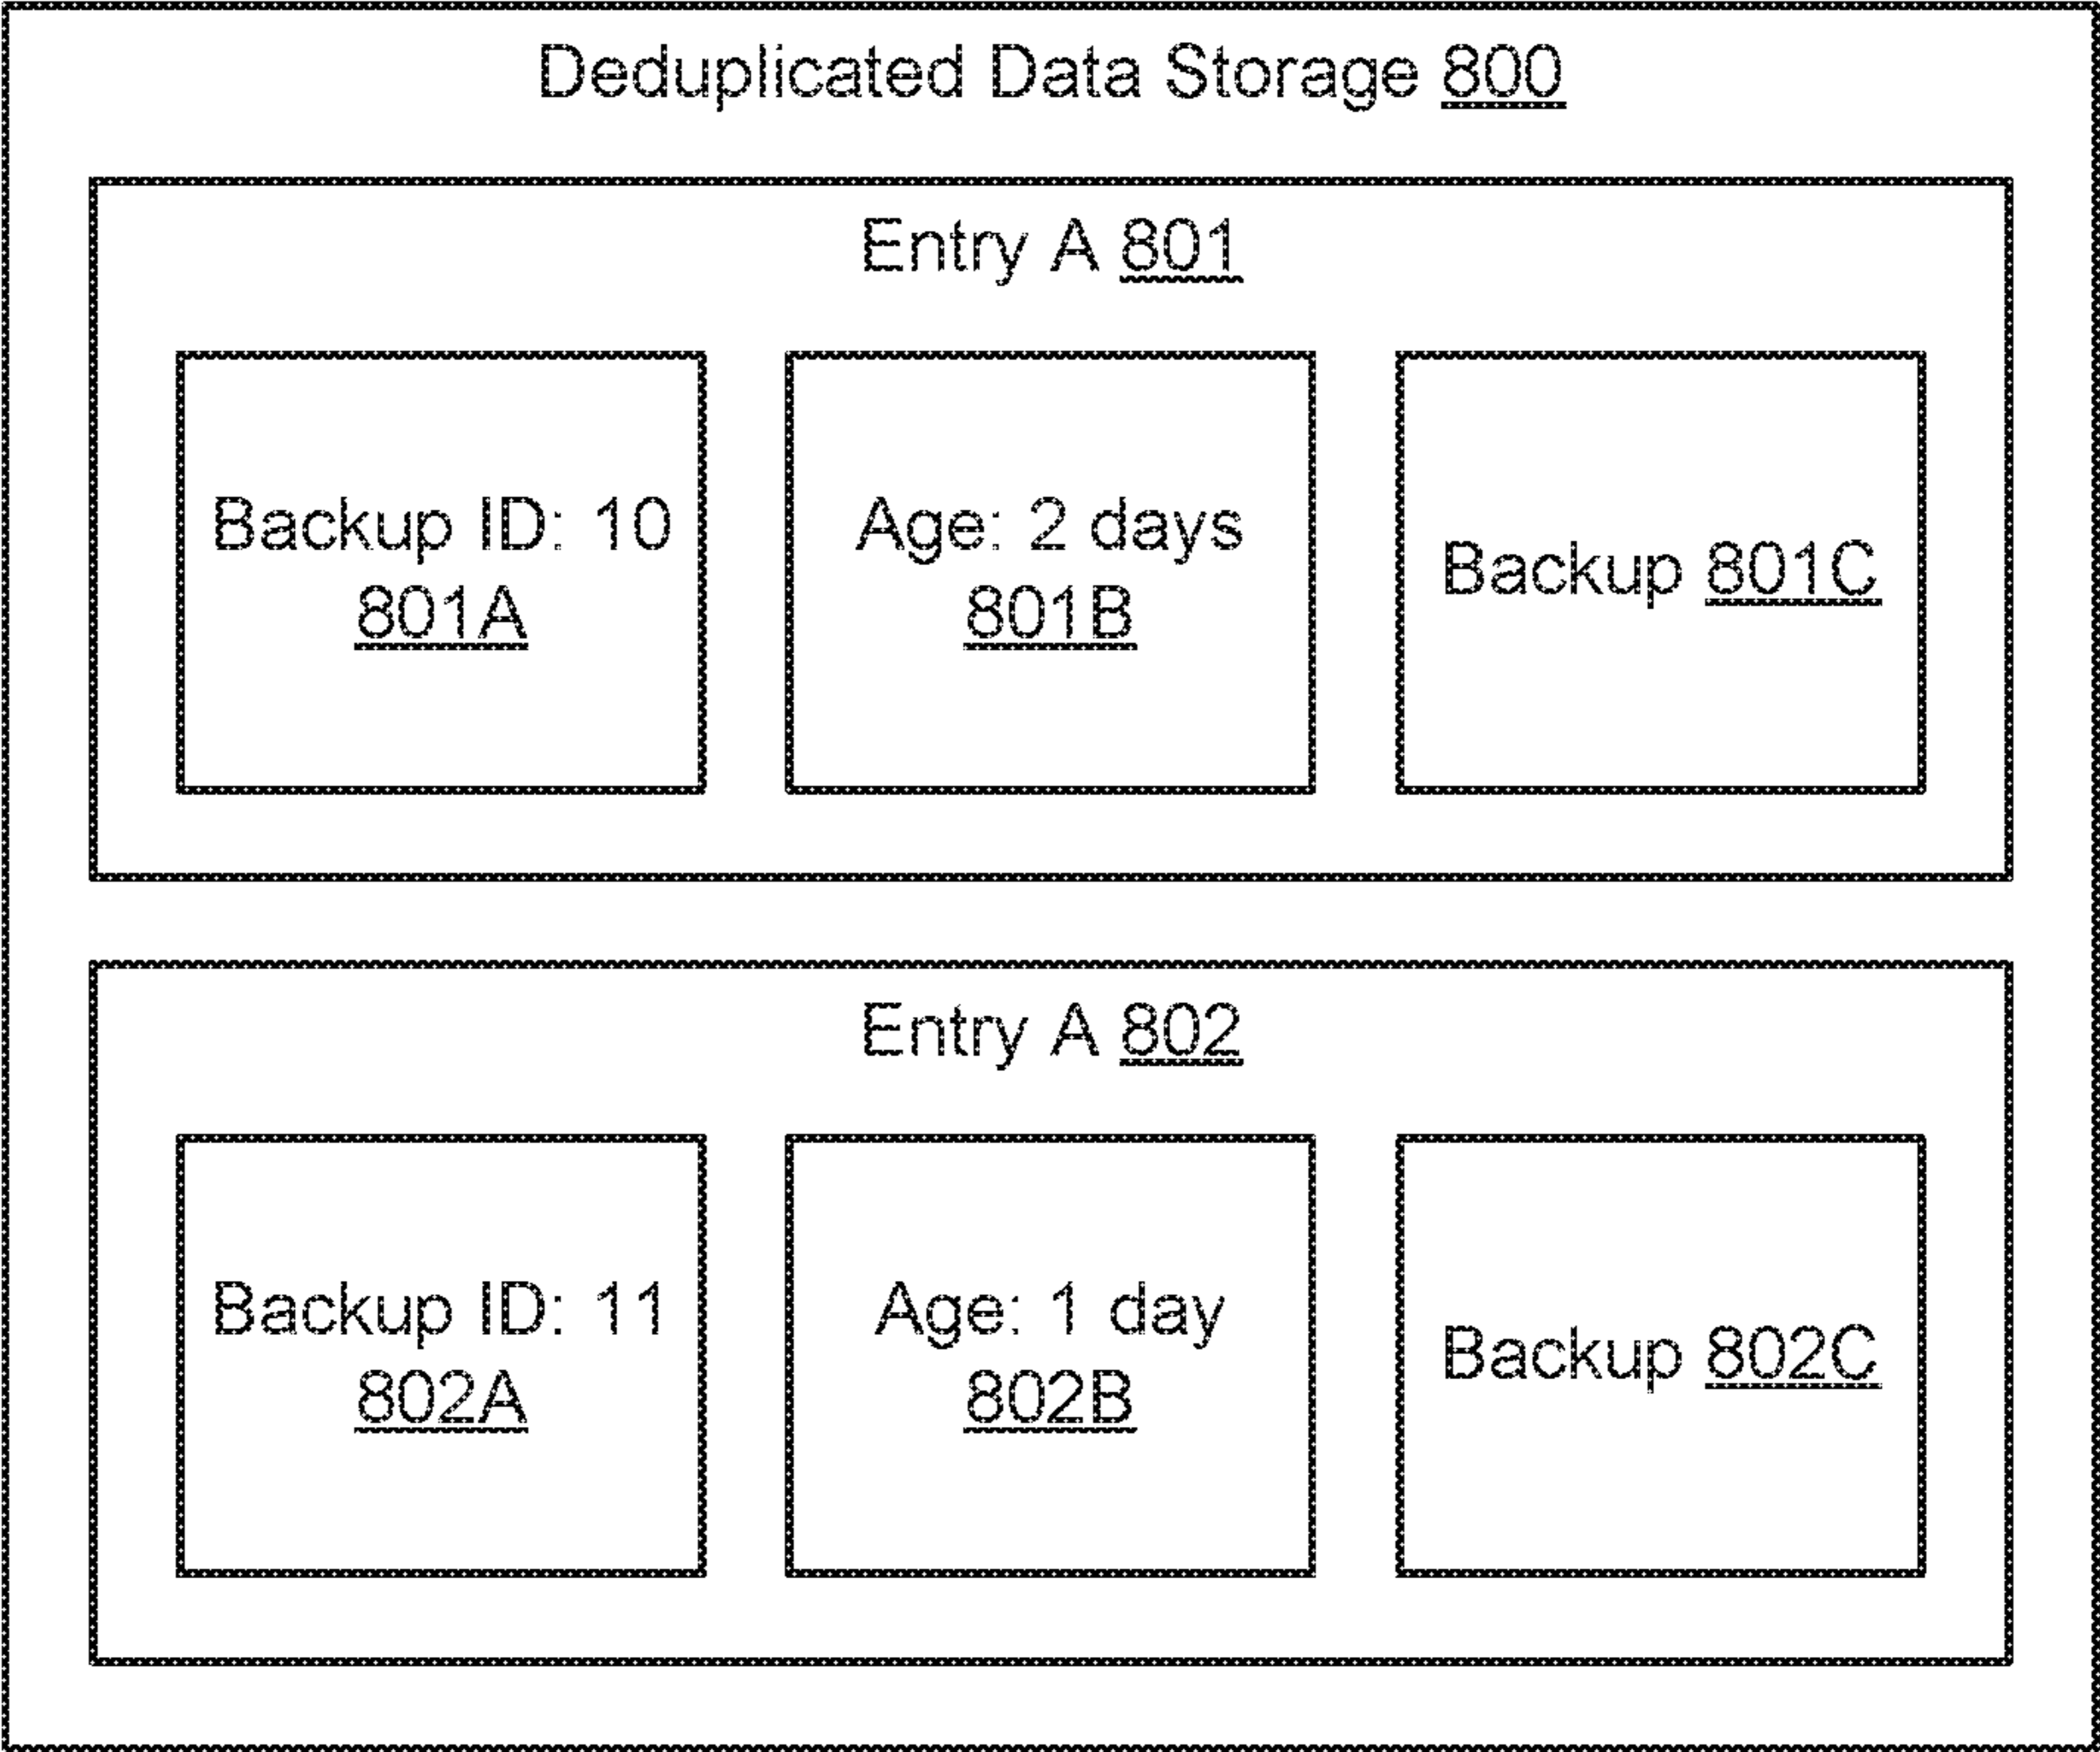 Deduplicated Data Storage 800
Entry A 801
Backup ID: 10
801A
Age: 2 days
801B
Backup 801C
Entry A 802
Backup ID: 11
802A
Age: 1 day
802B
Backup 802C